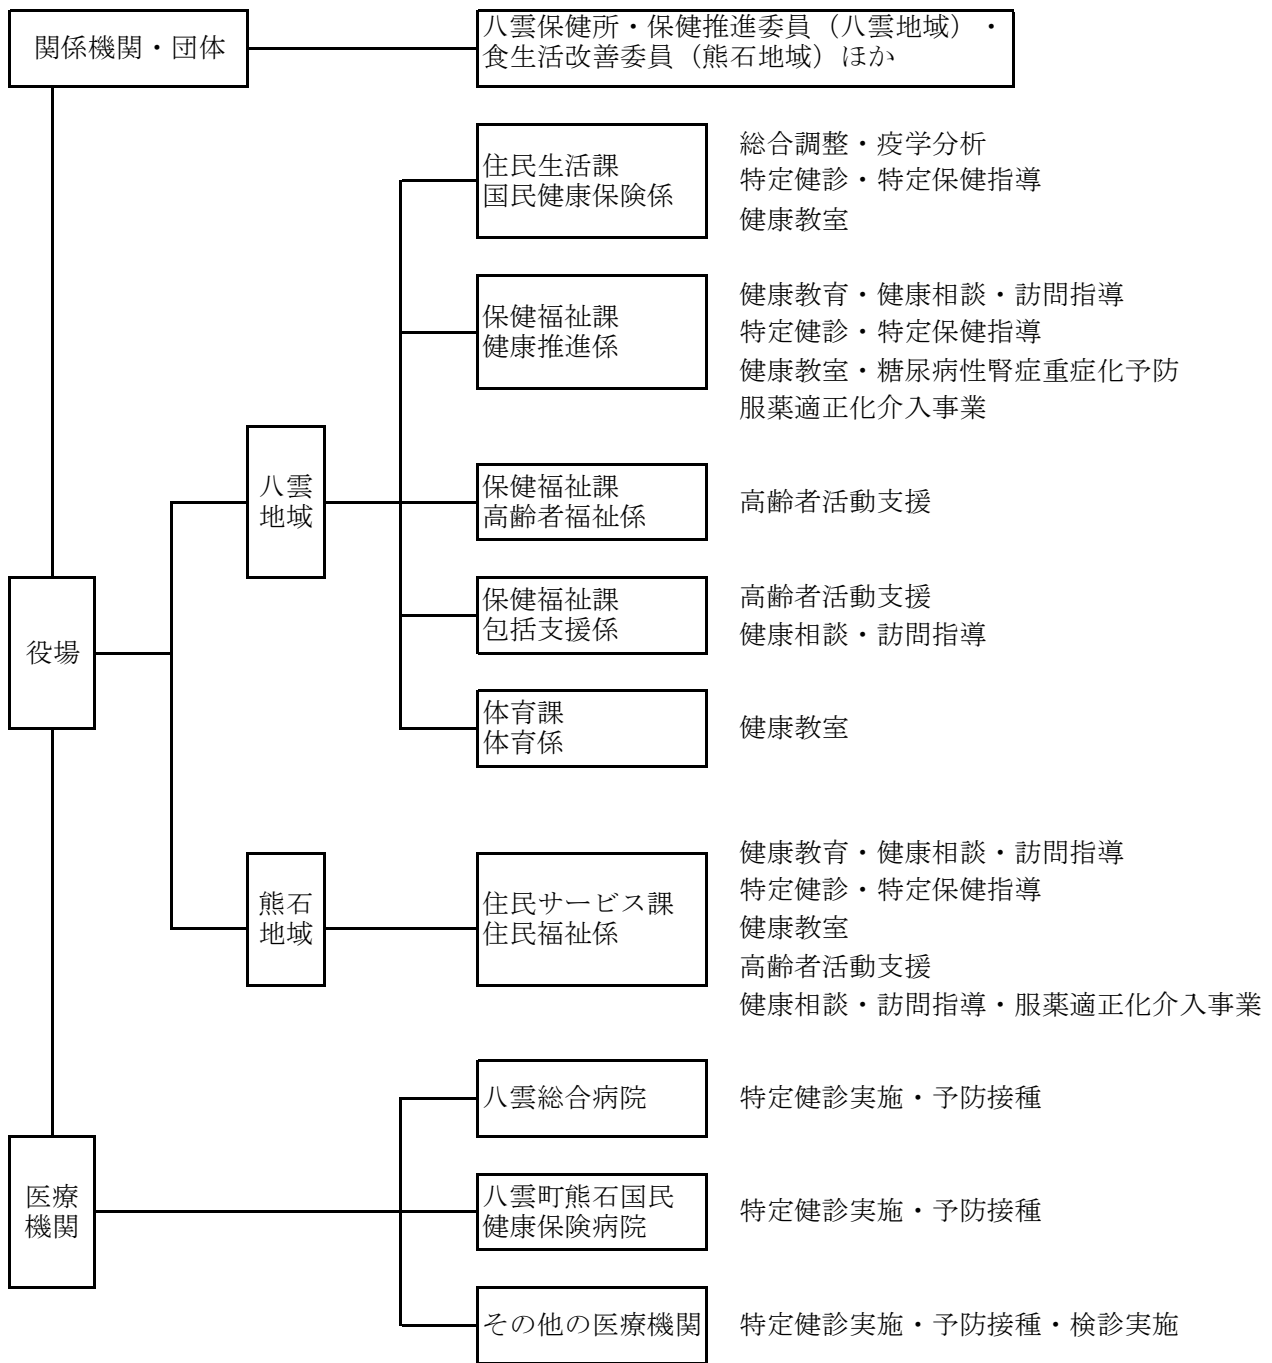 関係機関・団体
八雲保健所・保健推進委員（八雲地域）・
食生活改善委員（熊石地域）ほか
住民生活課
国民健康保険係
総合調整・疫学分析
特定健診・特定保健指導
健康教室
保健福祉課
健康推進係
健康教育・健康相談・訪問指導
特定健診・特定保健指導
健康教室・糖尿病性腎症重症化予防
服薬適正化介入事業
八雲
地域
保健福祉課
高齢者福祉係
高齢者活動支援
役場
保健福祉課
包括支援係
高齢者活動支援
健康相談・訪問指導
体育課
体育係
健康教室
熊石
地域
住民サービス課
住民福祉係
健康教育・健康相談・訪問指導
特定健診・特定保健指導
健康教室
高齢者活動支援
健康相談・訪問指導・服薬適正化介入事業
医療
機関
八雲総合病院
特定健診実施・予防接種
八雲町熊石国民
健康保険病院
特定健診実施・予防接種
その他の医療機関
特定健診実施・予防接種・検診実施